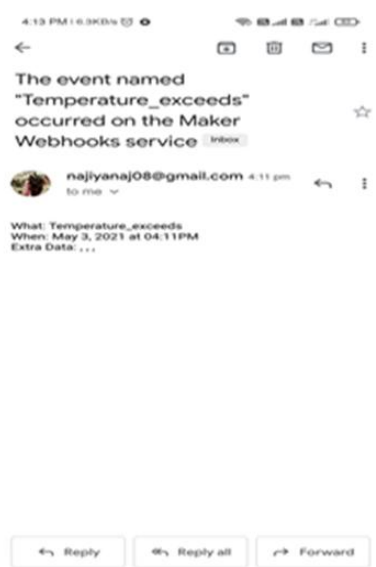 4:13 PM | 6.3KB/s
The event named
"Temperature_exceeds"
occurred on the Maker
Webhooks service Inbox
najiyanaj08@gmail.com 4:11 pm
to me
What: Temperature_exceeds
When: May 3, 2021 at 04:11PM
Extra Data: , , ,
Reply Reply all Forward